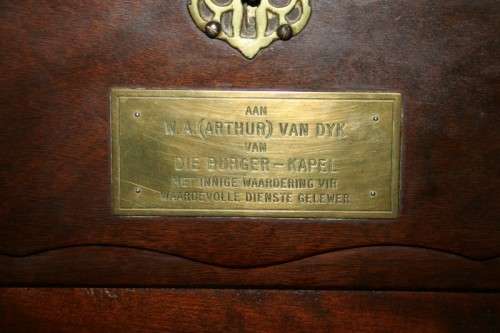 AAN
W.A.(ARTHUR) VAN DYK
VAN
DIE BURGER-KAPEL
MET INNIGE WAARDERING VIR
WAARDEVOLLE DIENSTE GELEWER